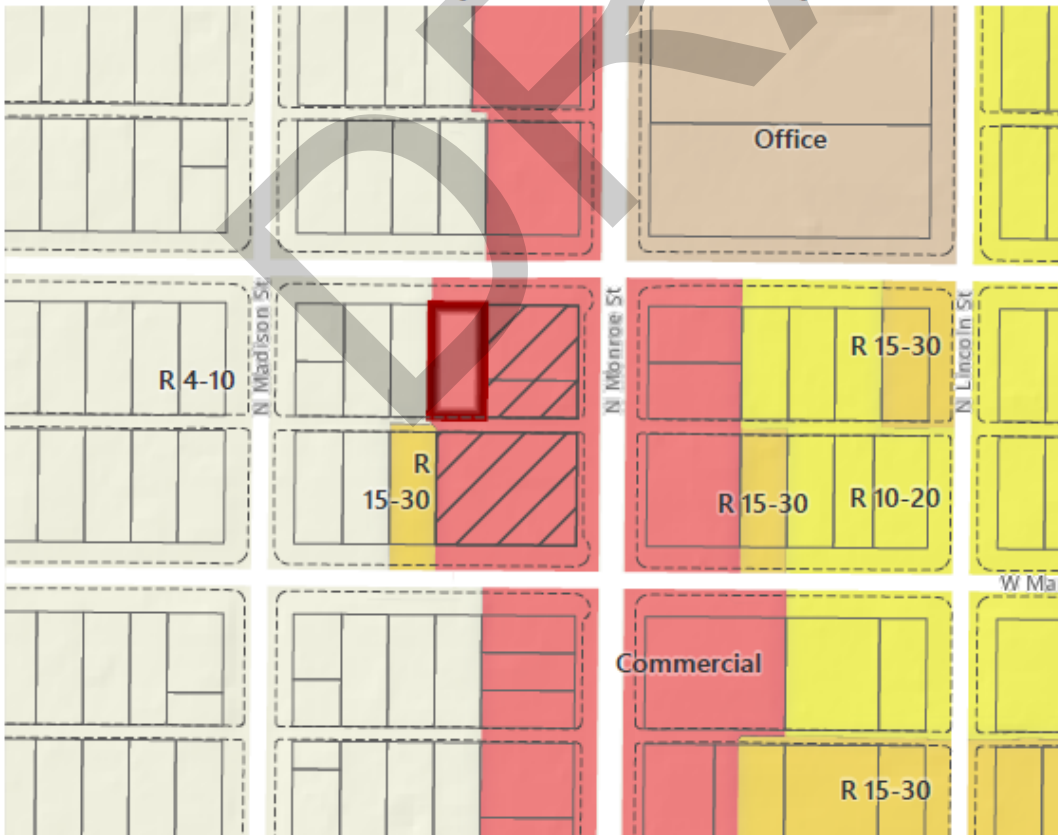 Office
N Madison St
N Monroe St
N Lincoln St
R 15-30
R 4-10
R
15-30
R 15-30
R 10-20
W Ma
Commercial
R 15-30